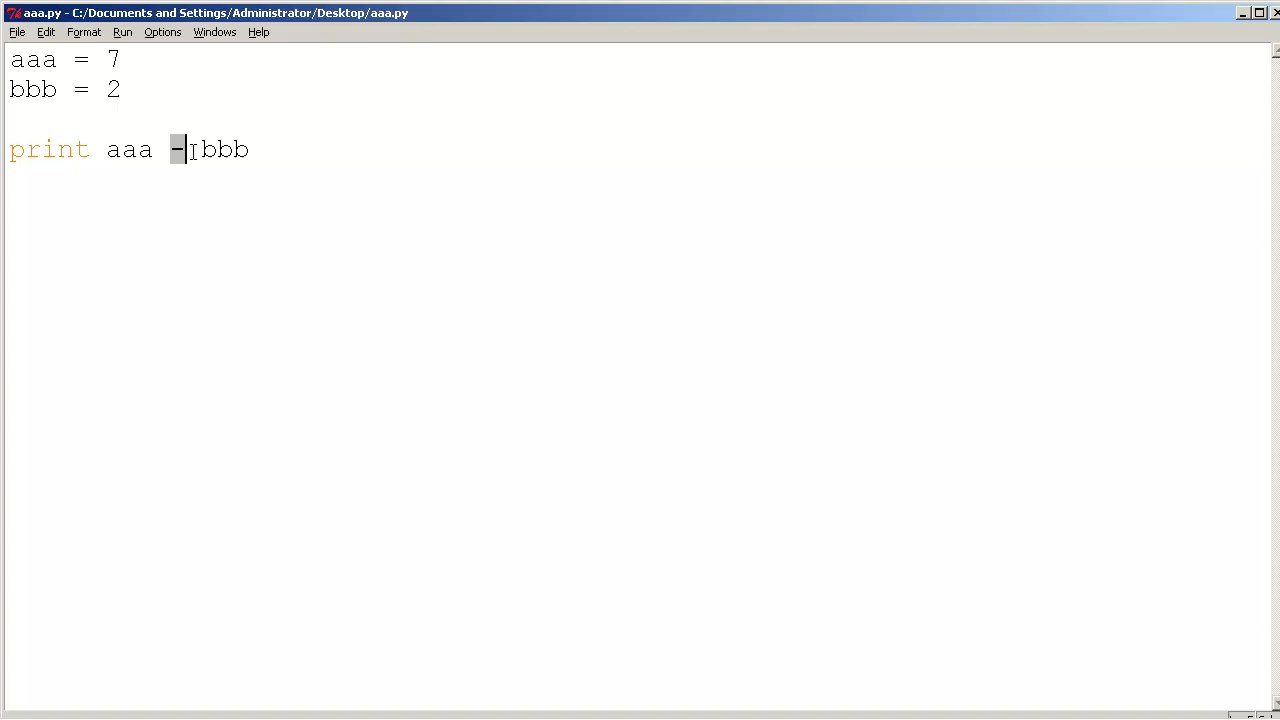 aaa.py - C:/Documents and Settings/Administrator/Desktop/aaa.py
File Edit Format Run Options Windows Help
aaa = 7
bbb = 2
print aaa - bbb